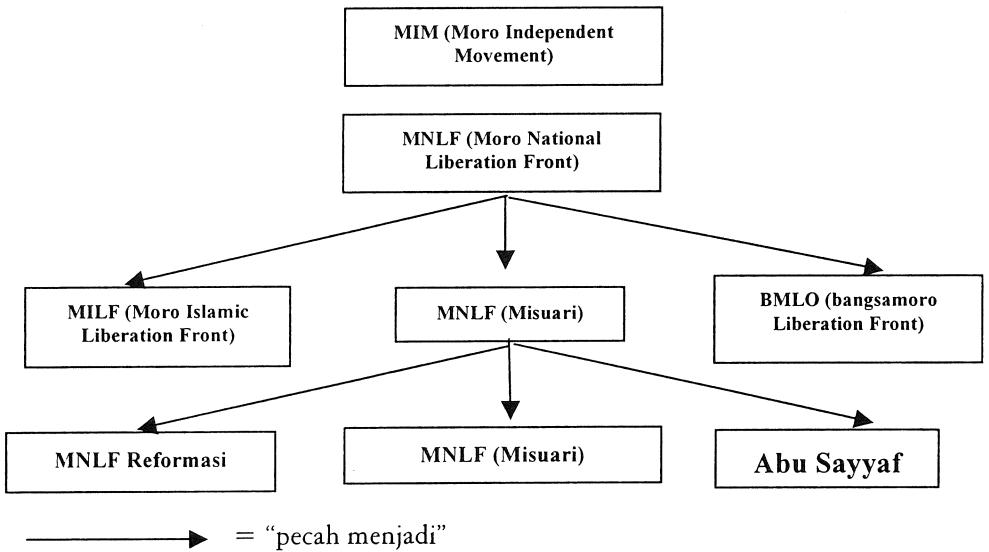 MIM (Moro Independent
Movement)
MNLF (Moro National
Liberation Front)
MILF (Moro Islamic
Liberation Front)
MNLF (Misuari)
BMLO (bangsamoro
Liberation Front)
MNLF Reformasi
MNLF (Misuari)
Abu Sayyaf
= “pecah menjadi”